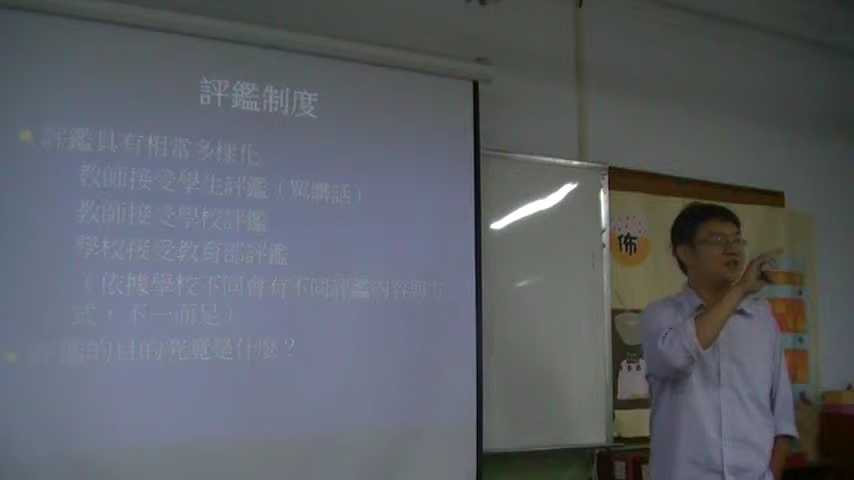 評鑑制度
評鑑具有相當多樣化
教師接受學生評鑑（罵髒話）
教師接受學校評鑑
學校接受教育部評鑑
（依據學校不同會有不同評鑑內容與方
式，不一而足）
評鑑的目的究竟是什麼？
佈